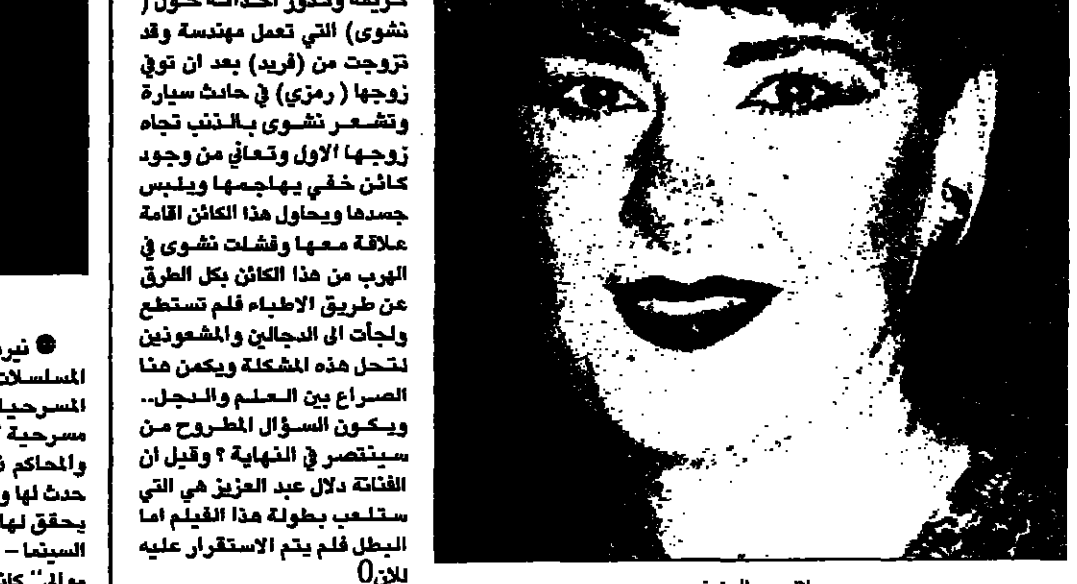 نشوى) التي تعمل مهندسة وقد
تزوجت من (فريد) بعد ان توفي
زوجها ( رمزي) في حادث سيارة
وتشعر نشوى بالذنب تجاه
زوجها الاول وتعاني من وجود
كائن خفي يهاجمها ويلبس
جسدها ويحاول هذا الكائن اقامة
علاقة معها وفشلت نشوى في
الهرب من هذا الكائن بكل الطرق
عن طريق الاطباء فلم تستطع
ولجأت الى الدجالين والمشعوذين
لتحل هذه المشكلة ويكمن هنا
الصراع بين العلم والدجل..
ويكون السؤال المطروح من
سينتصر في النهاية ؟ وقيل ان
الفنانة دلال عبد العزيز هي التي
ستلعب بطولة هذا الفيلم اما
البطل فلم يتم الاستقرار عليه
للان0
● نير
المسلسلات
المسرحيا
مسرحية
والمحاكم
حدث لها و
يحقق لها
السينما –